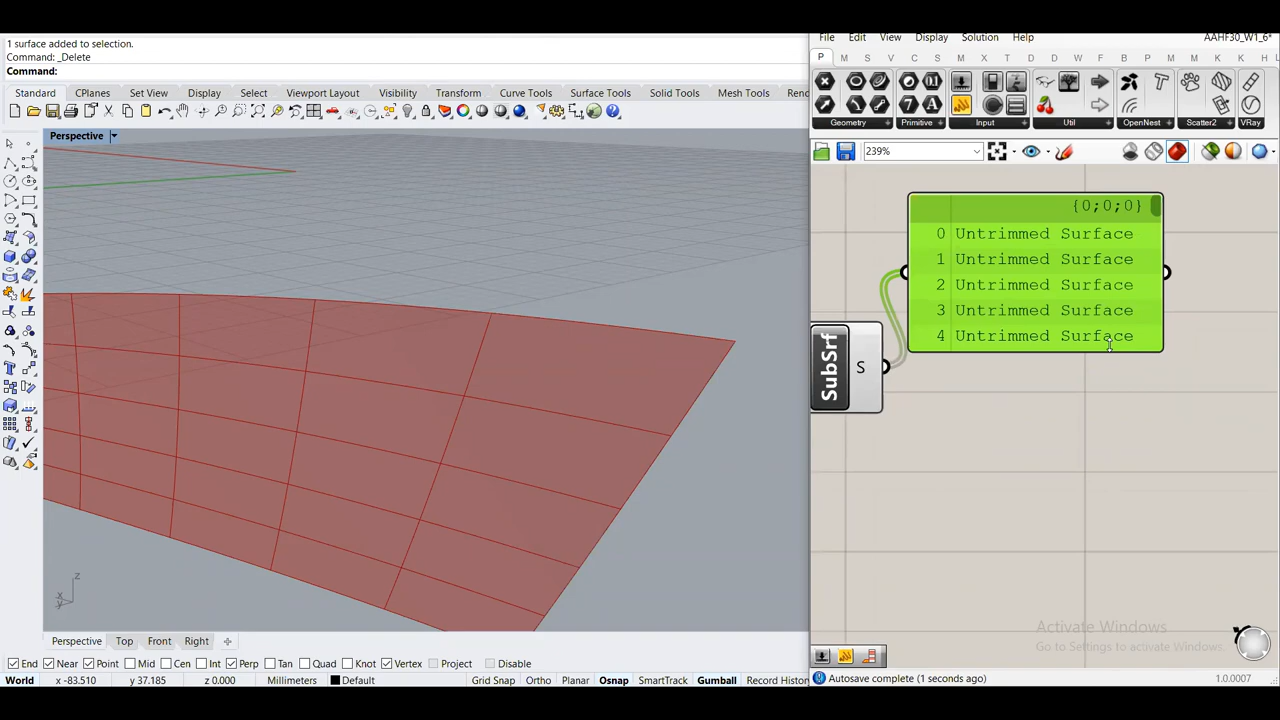 1 surface added to selection.
Command: _Delete
Command:
Standard CPlanes Set View Display Select Viewport Layout Visibility Transform Curve Tools Surface Tools Solid Tools Mesh Tools Ren
Perspective
z
x
y
Perspective Top Front Right
End Near Point Mid Cen Int Perp Tan Quad Knot Vertex Project Disable
World x -83.510 y 37.185 z 0.000 Millimeters Default Grid Snap Ortho Planar Osnap SmartTrack Gumball Record History
File Edit View Display Solution Help AAHF30_W1_6*
P M S V C V S I X T D W F B P M M E K K H L
Geometry Primitive Input Util OpenNest Scatter2 VRay
239%
{0;0;0}
0 Untrimmed Surface
1 Untrimmed Surface
2 Untrimmed Surface
3 Untrimmed Surface
4 Untrimmed Surface
SubSrf S
Activate Windows
Go to Settings to activate Windows.
Autosave complete (1 seconds ago) 1.0.0007